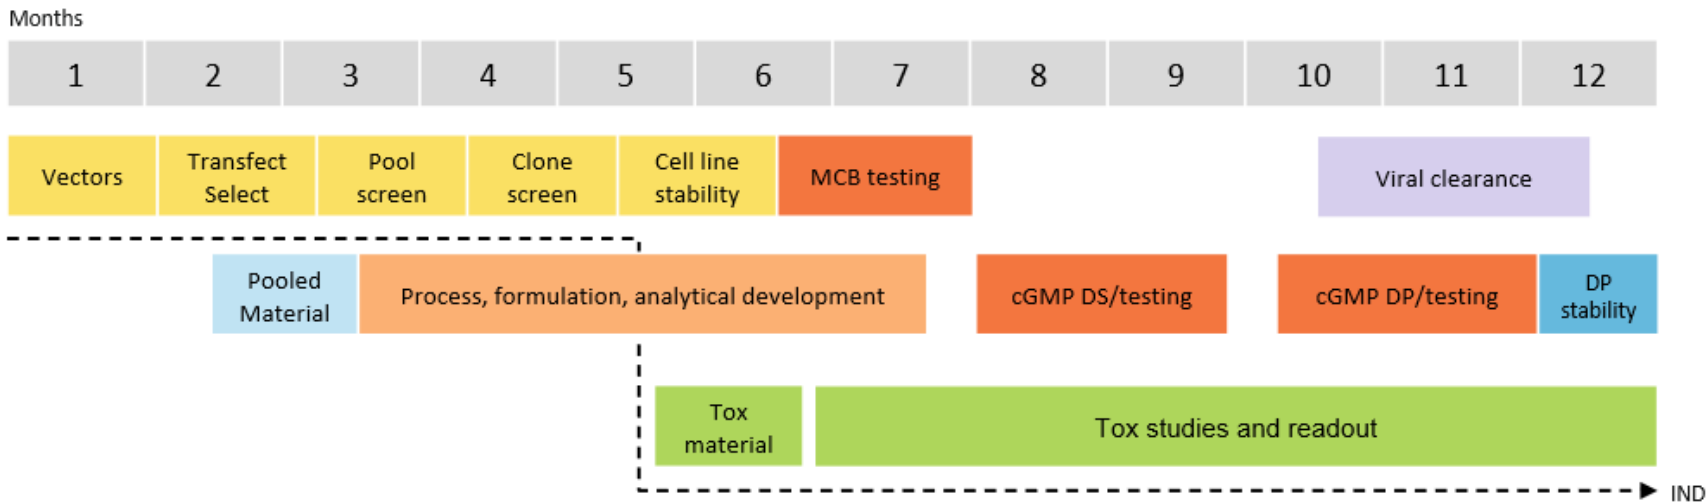 Months
1 2 3 4 5 6 7 8 9 10 11 12
Vectors
Transfect
Select
Pool
screen
Clone
screen
Cell line
stability
MCB testing
Viral clearance
Pooled
Material
Process, formulation, analytical development
cGMP DS/testing
cGMP DP/testing
DP
stability
Tox
material
Tox studies and readout
IND